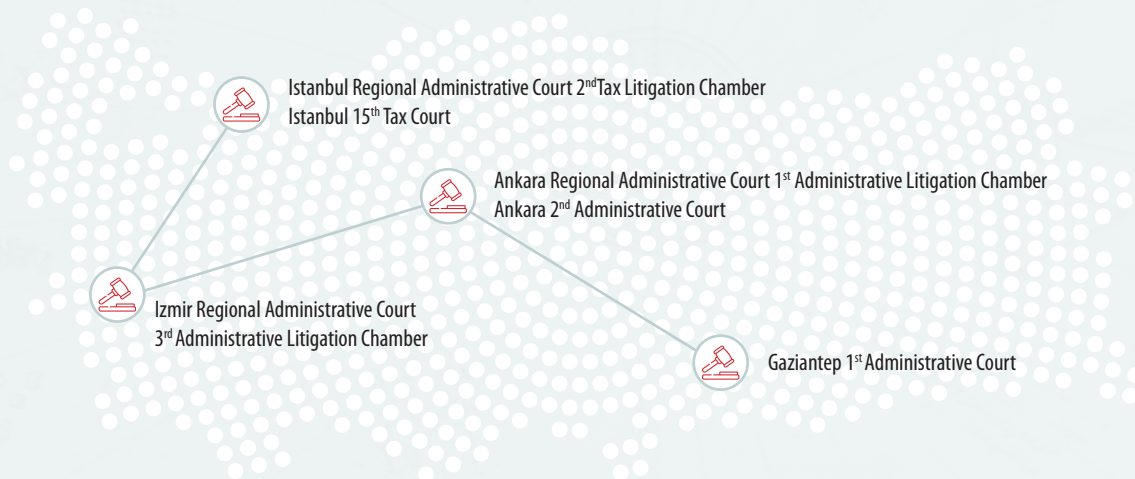 Istanbul Regional Administrative Court 2nd Tax Litigation Chamber
Istanbul 15th Tax Court
Ankara Regional Administrative Court 1st Administrative Litigation Chamber
Ankara 2nd Administrative Court
Izmir Regional Administrative Court
3rd Administrative Litigation Chamber
Gaziantep 1st Administrative Court